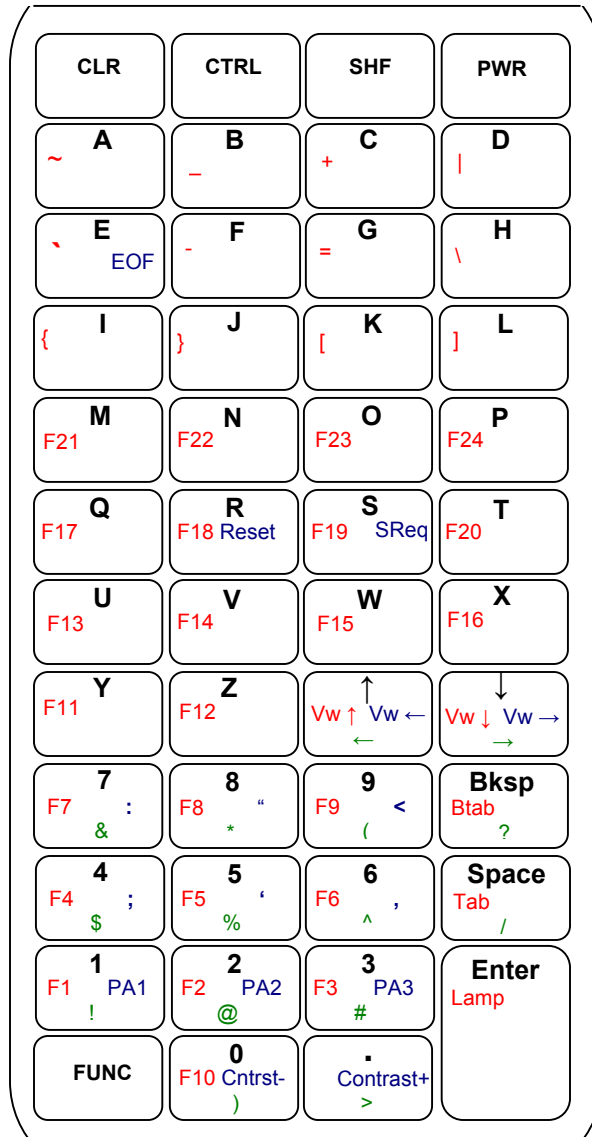 CLR CTRL SHF PWR
A B C D
~ _ + |
E F G H
` EOF - = \
I J K L
{ } [ ]
M N O P
F21 F22 F23 F24
Q R S T
F17 F18 Reset F19 SReq F20
U V W X
F13 F14 F15 F16
Y Z ↑ ↓
F11 F12 Vw ↑ Vw ← Vw ↓ Vw →
← →
7 8 9 Bksp
F7 : F8 “ F9 < Btab
& * ( ?
4 5 6 Space
F4 ; F5 ‘ F6 , Tab
$ % ^ /
1 2 3 Enter
F1 PA1 F2 PA2 F3 PA3 Lamp
! @ #
FUNC 0 .
F10 Cntrst- Contrast+
) >